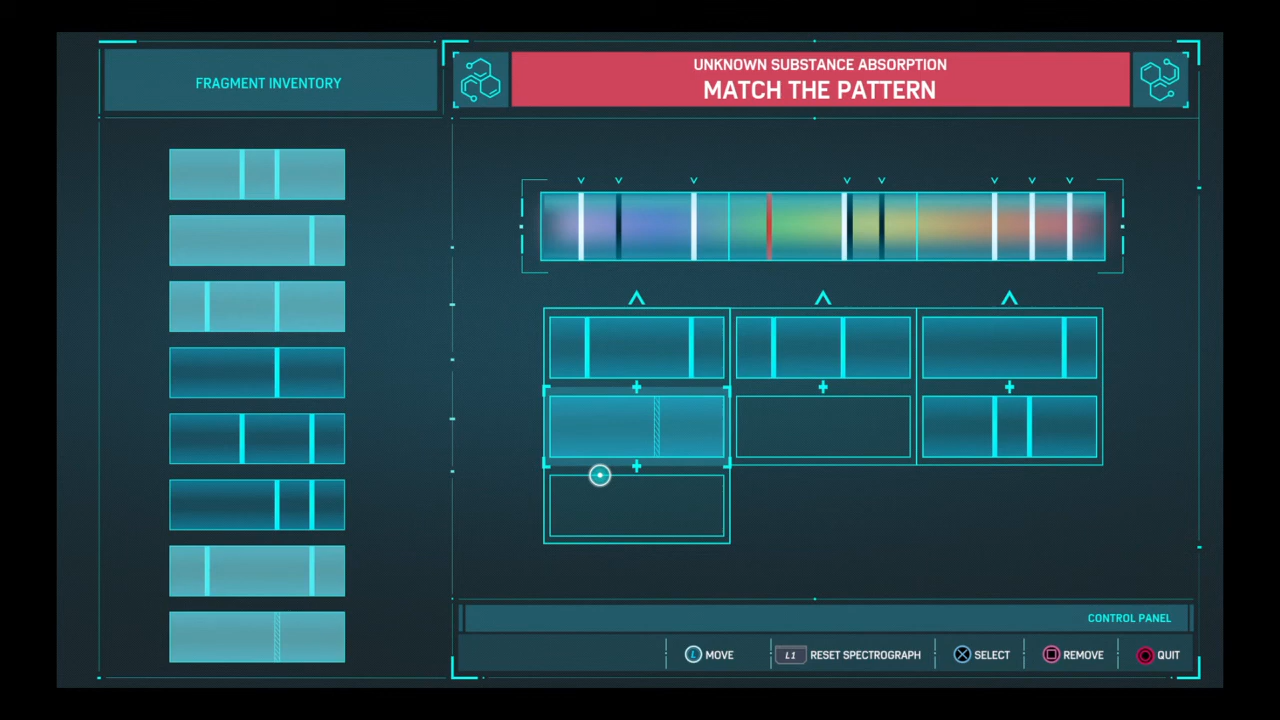 FRAGMENT INVENTORY
UNKNOWN SUBSTANCE ABSORPTION
MATCH THE PATTERN
CONTROL PANEL
L MOVE
L1 RESET SPECTROGRAPH
SELECT
REMOVE
QUIT